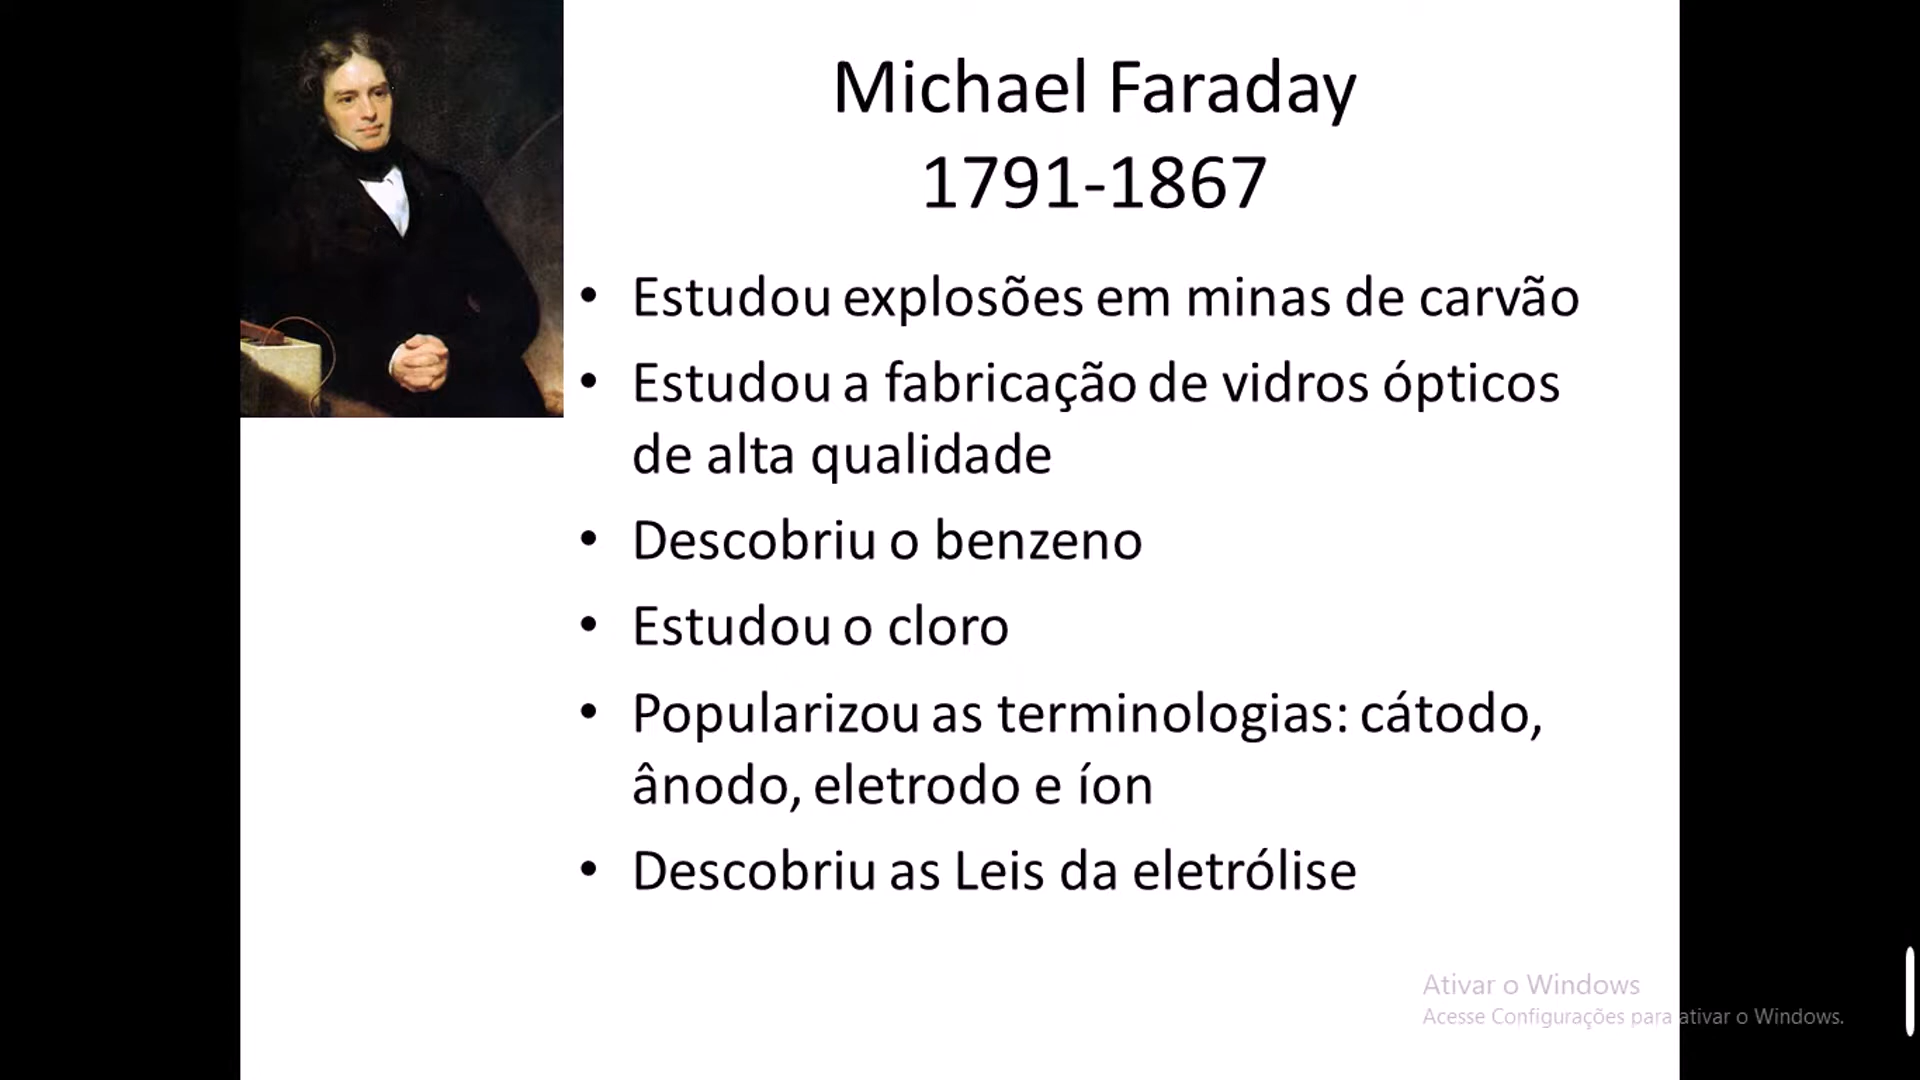 Michael Faraday
1791-1867
• Estudou explosões em minas de carvão
• Estudou a fabricação de vidros ópticos
de alta qualidade
• Descobriu o benzeno
• Estudou o cloro
• Popularizou as terminologias: cátodo,
ânodo, eletrodo e íon
• Descobriu as Leis da eletrólise
Ativar o Windows
Acesse Configurações para ativar o Windows.